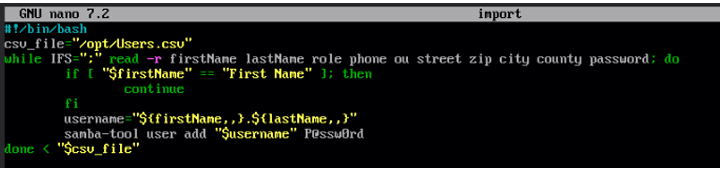 GNU nano 7.2 import
#!/bin/bash
csv_file="/opt/Users.csv"
while IFS=";" read -r firstName lastName role phone ou street zip city county password; do
        if [ "$firstName" == "First Name" ]; then
                continue
        fi
        username="${firstName,,}.${lastName,,}"
        samba-tool user add "$username" P@ssw0rd
done < "$csv_file"